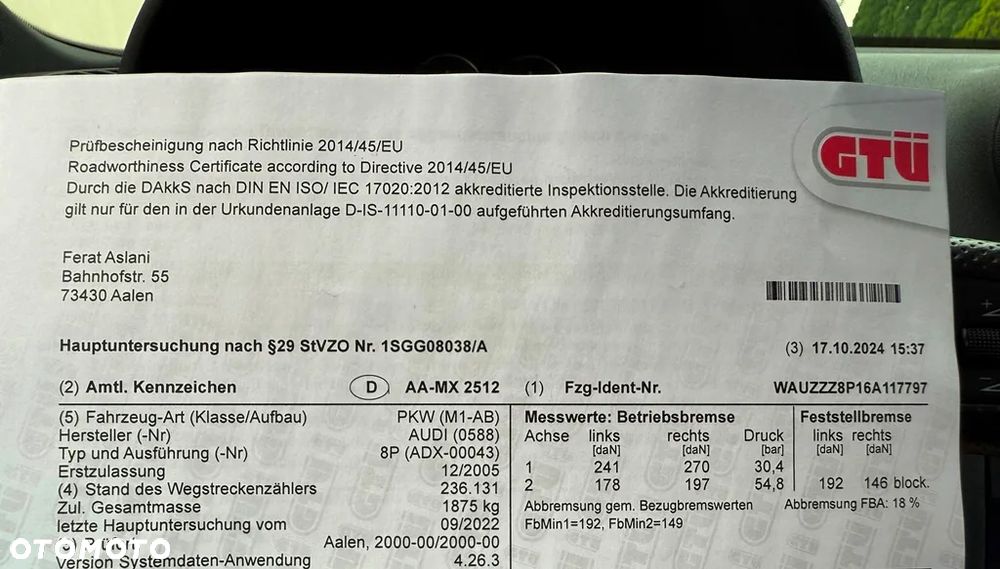 GTÜ
Prüfbescheinigung nach Richtlinie 2014/45/EU
Roadworthiness Certificate according to Directive 2014/45/EU
Durch die DAkkS nach DIN EN ISO/ IEC 17020:2012 akkreditierte Inspektionsstelle. Die Akkreditierung
gilt nur für den in der Urkundenanlage D-IS-11110-01-00 aufgeführten Akkreditierungsumfang.
Ferat Aslani
Bahnhofstr. 55
73430 Aalen
Hauptuntersuchung nach §29 StVZO Nr. 1SGG08038/A (3) 17.10.2024 15:37
(2) Amtl. Kennzeichen D AA-MX 2512 (1) Fzg-Ident-Nr. WAUZZZ8P16A117797
(5) Fahrzeug-Art (Klasse/Aufbau) PKW (M1-AB)
Hersteller (-Nr) AUDI (0588)
Typ und Ausführung (-Nr) 8P (ADX-00043)
Erstzulassung 12/2005
(4) Stand des Wegstreckenzählers 236.131
Zul. Gesamtmasse 1875 kg
letzte Hauptuntersuchung vom 09/2022
Aalen, 2000-00/2000-00
Version Systemdaten-Anwendung 4.26.3
Messwerte: Betriebsbremse Feststellbremse
Achse links rechts Druck links rechts
[daN] [daN] [bar] [daN] [daN]
1 241 270 30,4
2 178 197 54,8 192 146 block.
Abbremsung gem. Bezugbremswerten Abbremsung FBA: 18 %
FbMin1=192, FbMin2=149
OTOMOTO